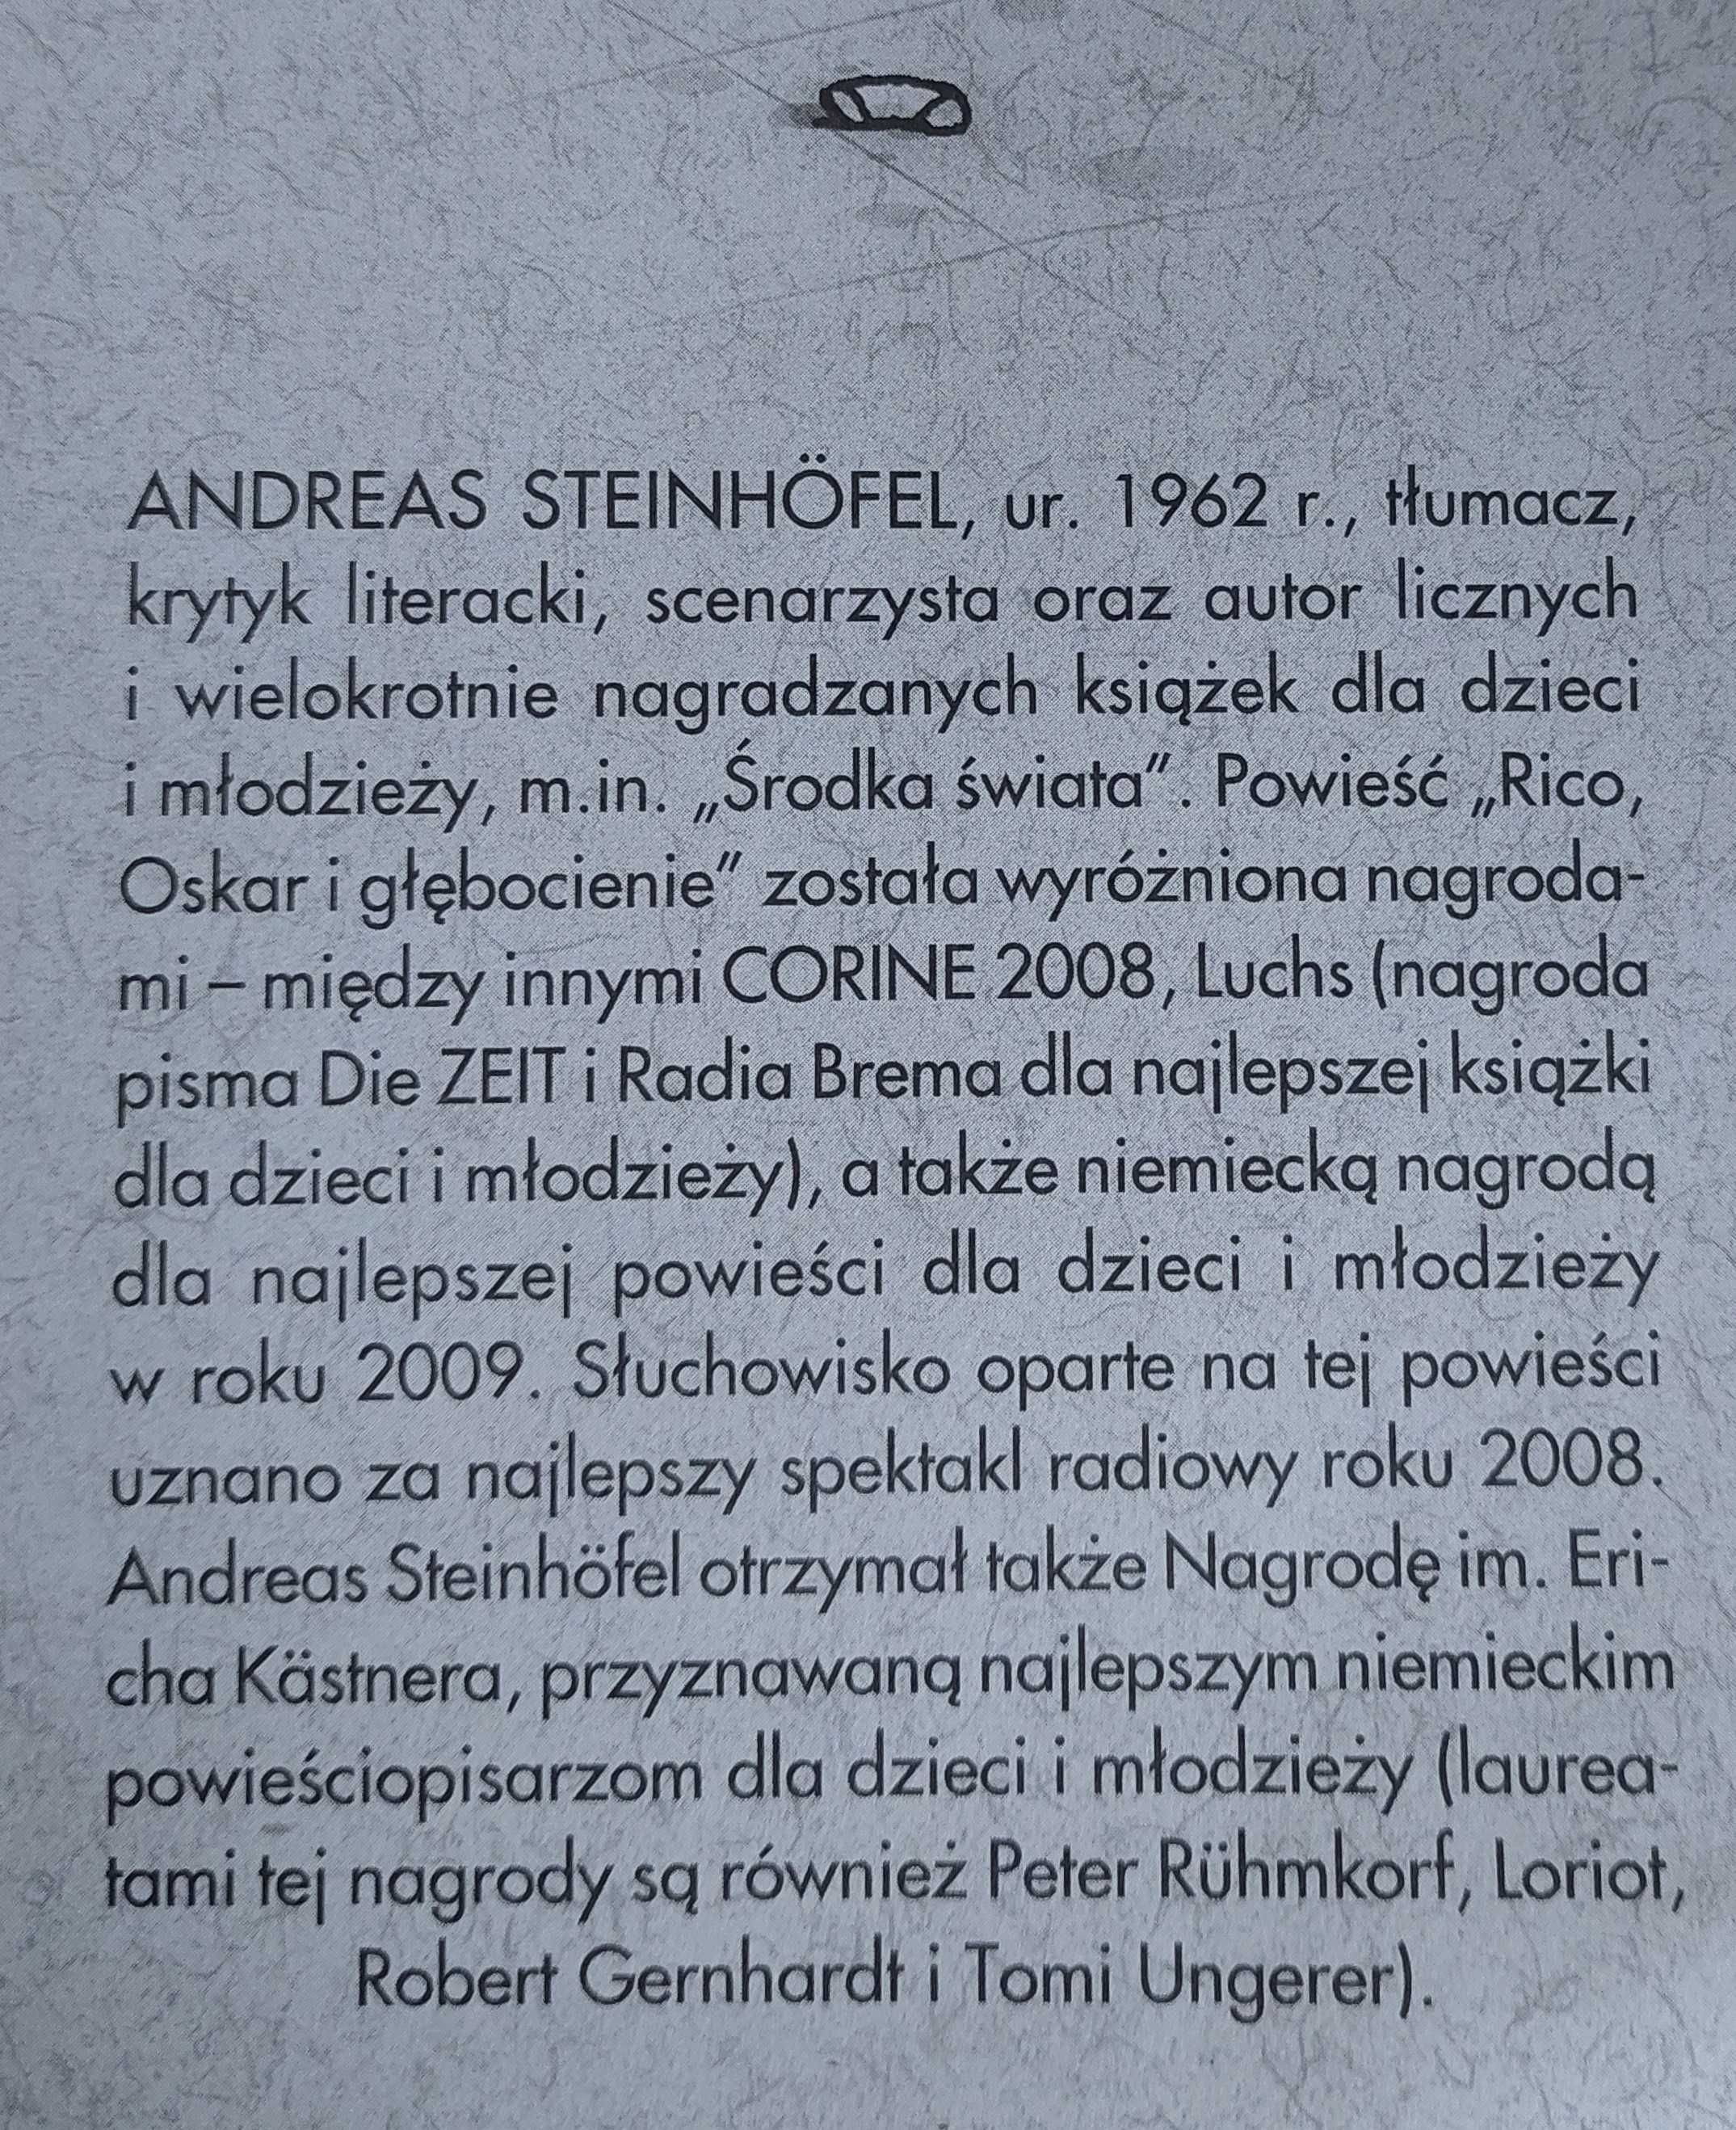 ANDREAS STEINHÖFEL, ur. 1962 r., tłumacz,
krytyk literacki, scenarzysta oraz autor licznych
i wielokrotnie nagradzanych książek dla dzieci
i młodzieży, m.in. „Środka świata”. Powieść „Rico,
Oskar i głębocienie” została wyróżniona nagroda-
mi – między innymi CORINE 2008, Luchs (nagroda
pisma Die ZEIT i Radia Brema dla najlepszej książki
dla dzieci i młodzieży), a także niemiecką nagrodą
dla najlepszej powieści dla dzieci i młodzieży
w roku 2009. Słuchowisko oparte na tej powieści
uznano za najlepszy spektakl radiowy roku 2008.
Andreas Steinhöfel otrzymał także Nagrodę im. Eri-
cha Kästnera, przyznawaną najlepszym niemieckim
powieściopisarzom dla dzieci i młodzieży (laurea-
tami tej nagrody są również Peter Rühmkorf, Loriot,
Robert Gernhardt i Tomi Ungerer).